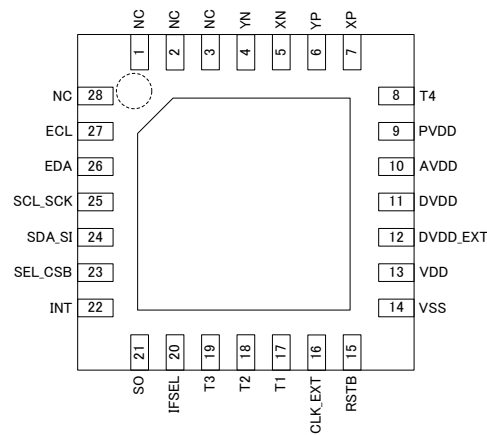 NC NC NC YN XN YP XP
1 2 3 4 5 6 7
NC 28
8 T4
ECL 27
9 PVDD
EDA 26
10 AVDD
SCL_SCK 25
11 DVDD
SDA_SI 24
12 DVDD_EXT
SEL_CSB 23
13 VDD
INT 22
14 VSS
21 20 19 18 17 16 15
SO IFSEL T3 T2 T1 CLK_EXT RSTB